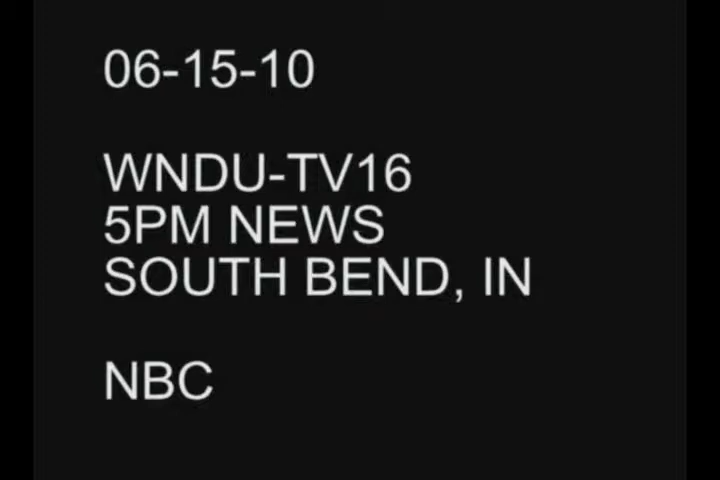 06-15-10
WNDU-TV16
5PM NEWS
SOUTH BEND, IN
NBC